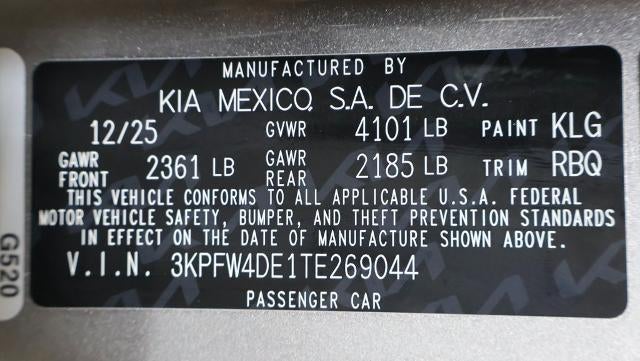 MANUFACTURED BY
KIA MEXICO, S.A. DE C.V.
12/25 GVWR 4101 LB PAINT KLG
GAWR FRONT 2361 LB GAWR REAR 2185 LB TRIM RBQ
THIS VEHICLE CONFORMS TO ALL APPLICABLE U.S.A. FEDERAL
MOTOR VEHICLE SAFETY, BUMPER, AND THEFT PREVENTION STANDARDS
IN EFFECT ON THE DATE OF MANUFACTURE SHOWN ABOVE.
V.I.N. 3KPFW4DE1TE269044
PASSENGER CAR
G520